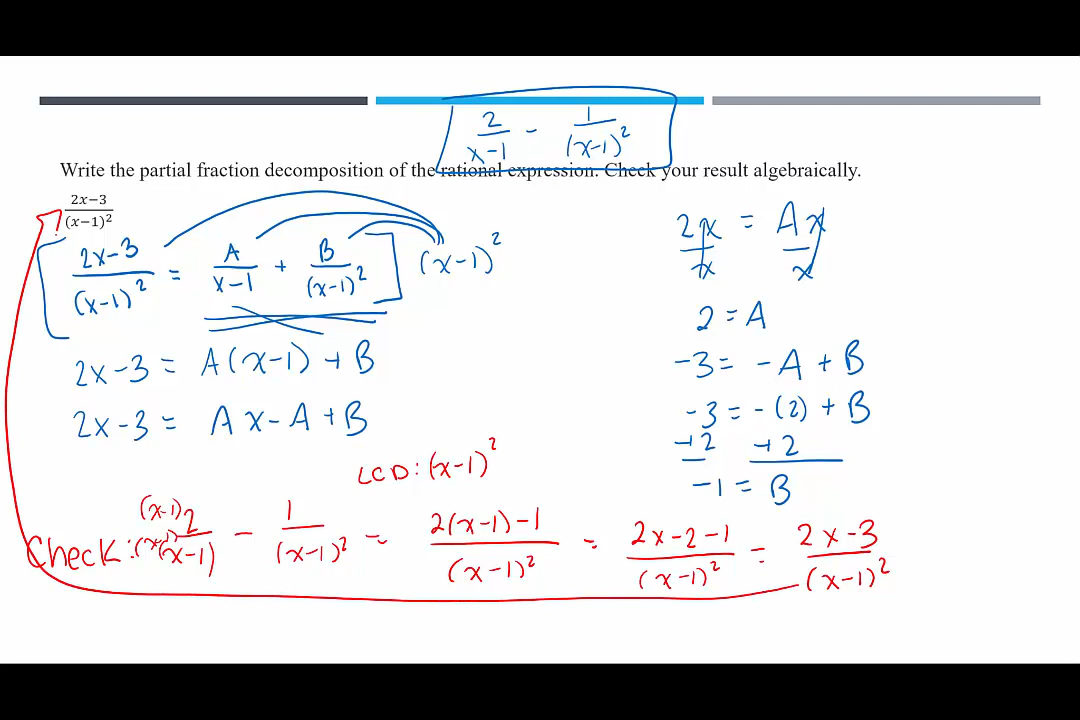 2/(x-1) - 1/(x-1)²
Write the partial fraction decomposition of the rational expression. Check your result algebraically.
(2x−3)/(x−1)²
[(2x-3)/(x-1)² = A/(x-1) + B/(x-1)²] (x-1)²
2x-3 = A(x-1) + B
2x-3 = Ax - A + B
2x/x = Ax/x
2 = A
-3 = -A + B
-3 = -(2) + B
+2 +2
-1 = B
LCD: (x-1)²
Check: (x-1)2/(x-1)(x-1) - 1/(x-1)² = (2(x-1)-1)/(x-1)² = (2x-2-1)/(x-1)² = (2x-3)/(x-1)²